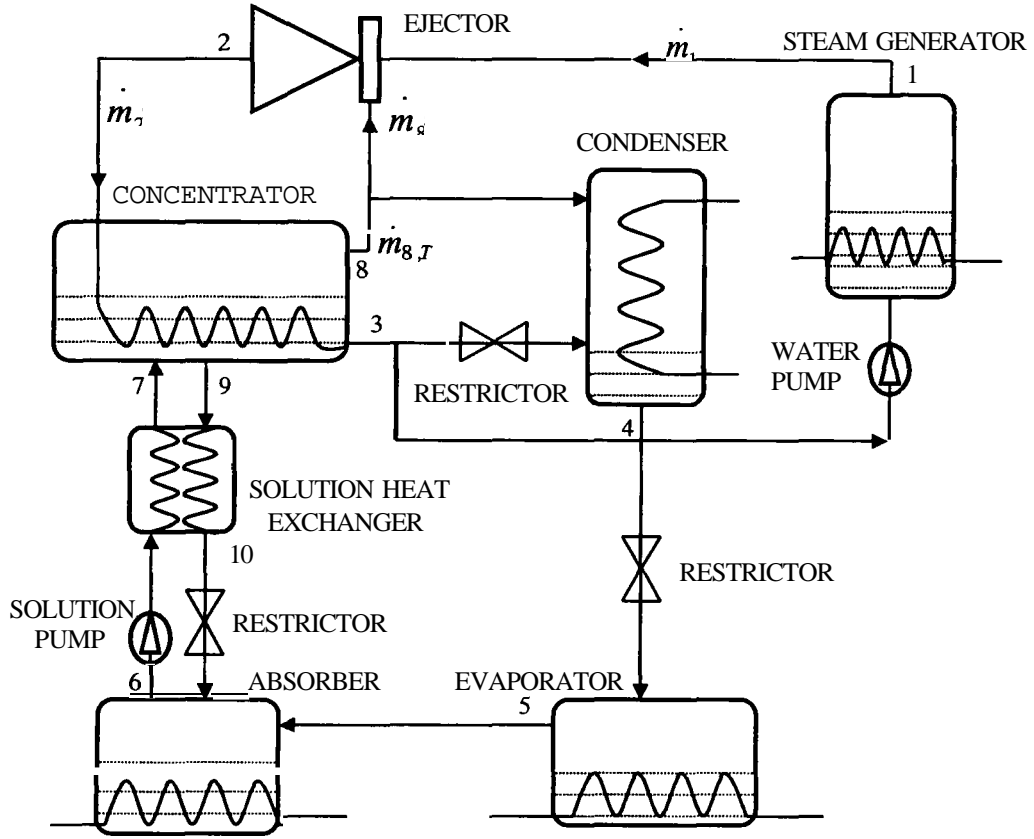 EJECTOR
2
ṁ₁
STEAM GENERATOR
1
ṁ
ṁ
CONDENSER
CONCENTRATOR
ṁ8,T
8
3
7
9
RESTRICTOR
WATER
PUMP
4
SOLUTION HEAT
EXCHANGER
10
RESTRICTOR
SOLUTION
PUMP
RESTRICTOR
6
ABSORBER
EVAPORATOR
5